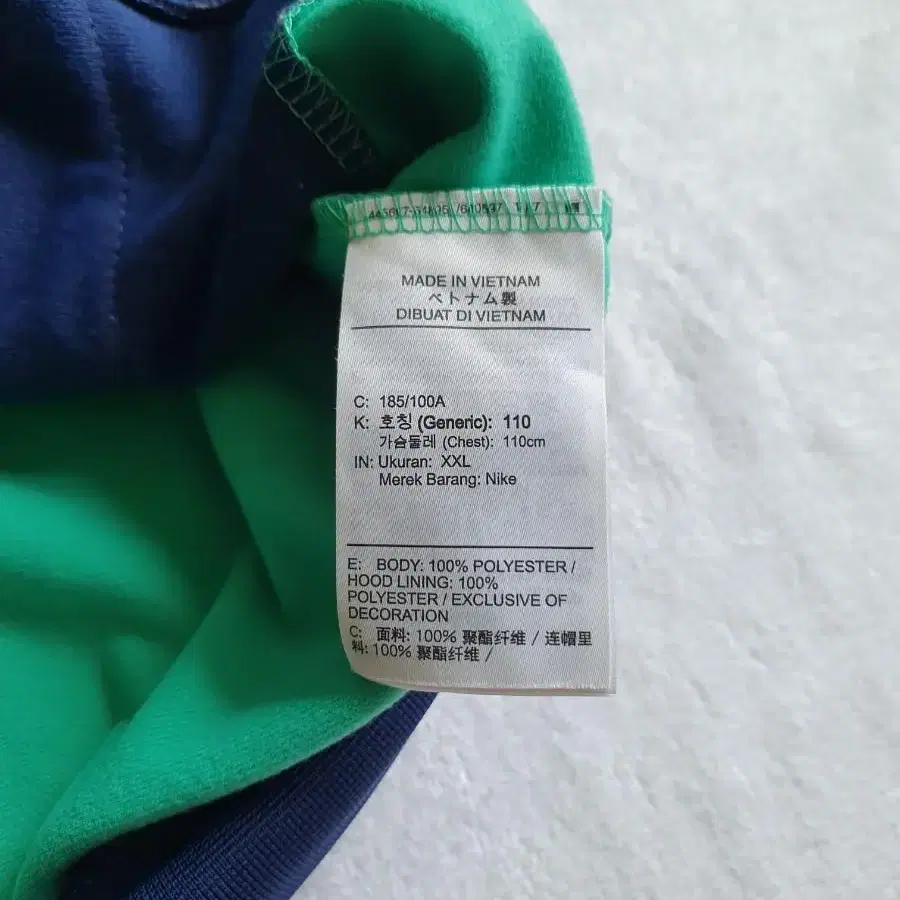 MADE IN VIETNAM
ベトナム製
DIBUAT DI VIETNAM
C: 185/100A
K: 호칭 (Generic): 110
가슴둘레 (Chest): 110cm
IN: Ukuran: XXL
Merek Barang: Nike
E: BODY: 100% POLYESTER /
HOOD LINING: 100%
POLYESTER / EXCLUSIVE OF
DECORATION
C: 面料: 100% 聚酯纤维 / 连帽里
料: 100% 聚酯纤维 /